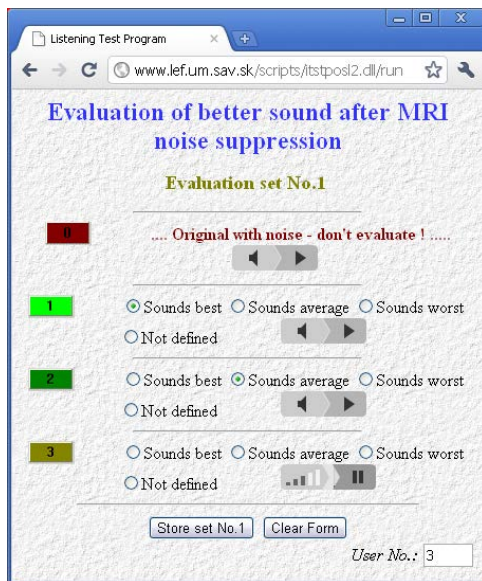 Listening Test Program
www.lef.um.sav.sk/scripts/itstposl2.dll/run
Evaluation of better sound after MRI
noise suppression
Evaluation set No.1
0 .... Original with noise - don't evaluate ! .....
1 Sounds best Sounds average Sounds worst
Not defined
2 Sounds best Sounds average Sounds worst
Not defined
3 Sounds best Sounds average Sounds worst
Not defined
Store set No.1 Clear Form
User No.: 3